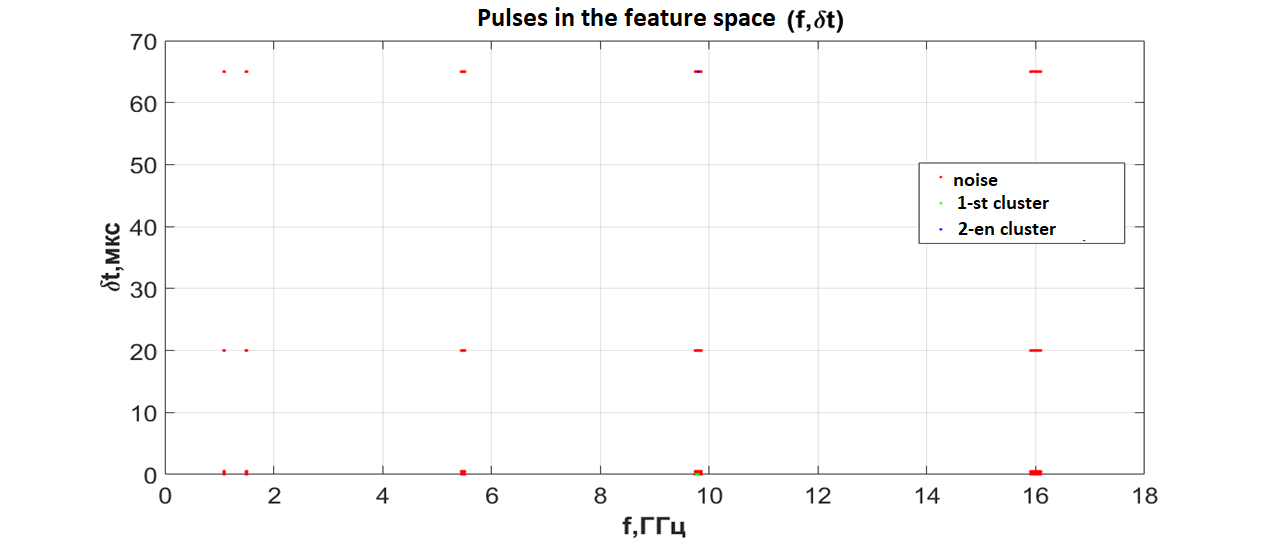 Pulses in the feature space (f,δt)
70
60
50
40
30
20
10
0
δt,мкс
noise
1-st cluster
2-en cluster
0 2 4 6 8 10 12 14 16 18
f,ГГц